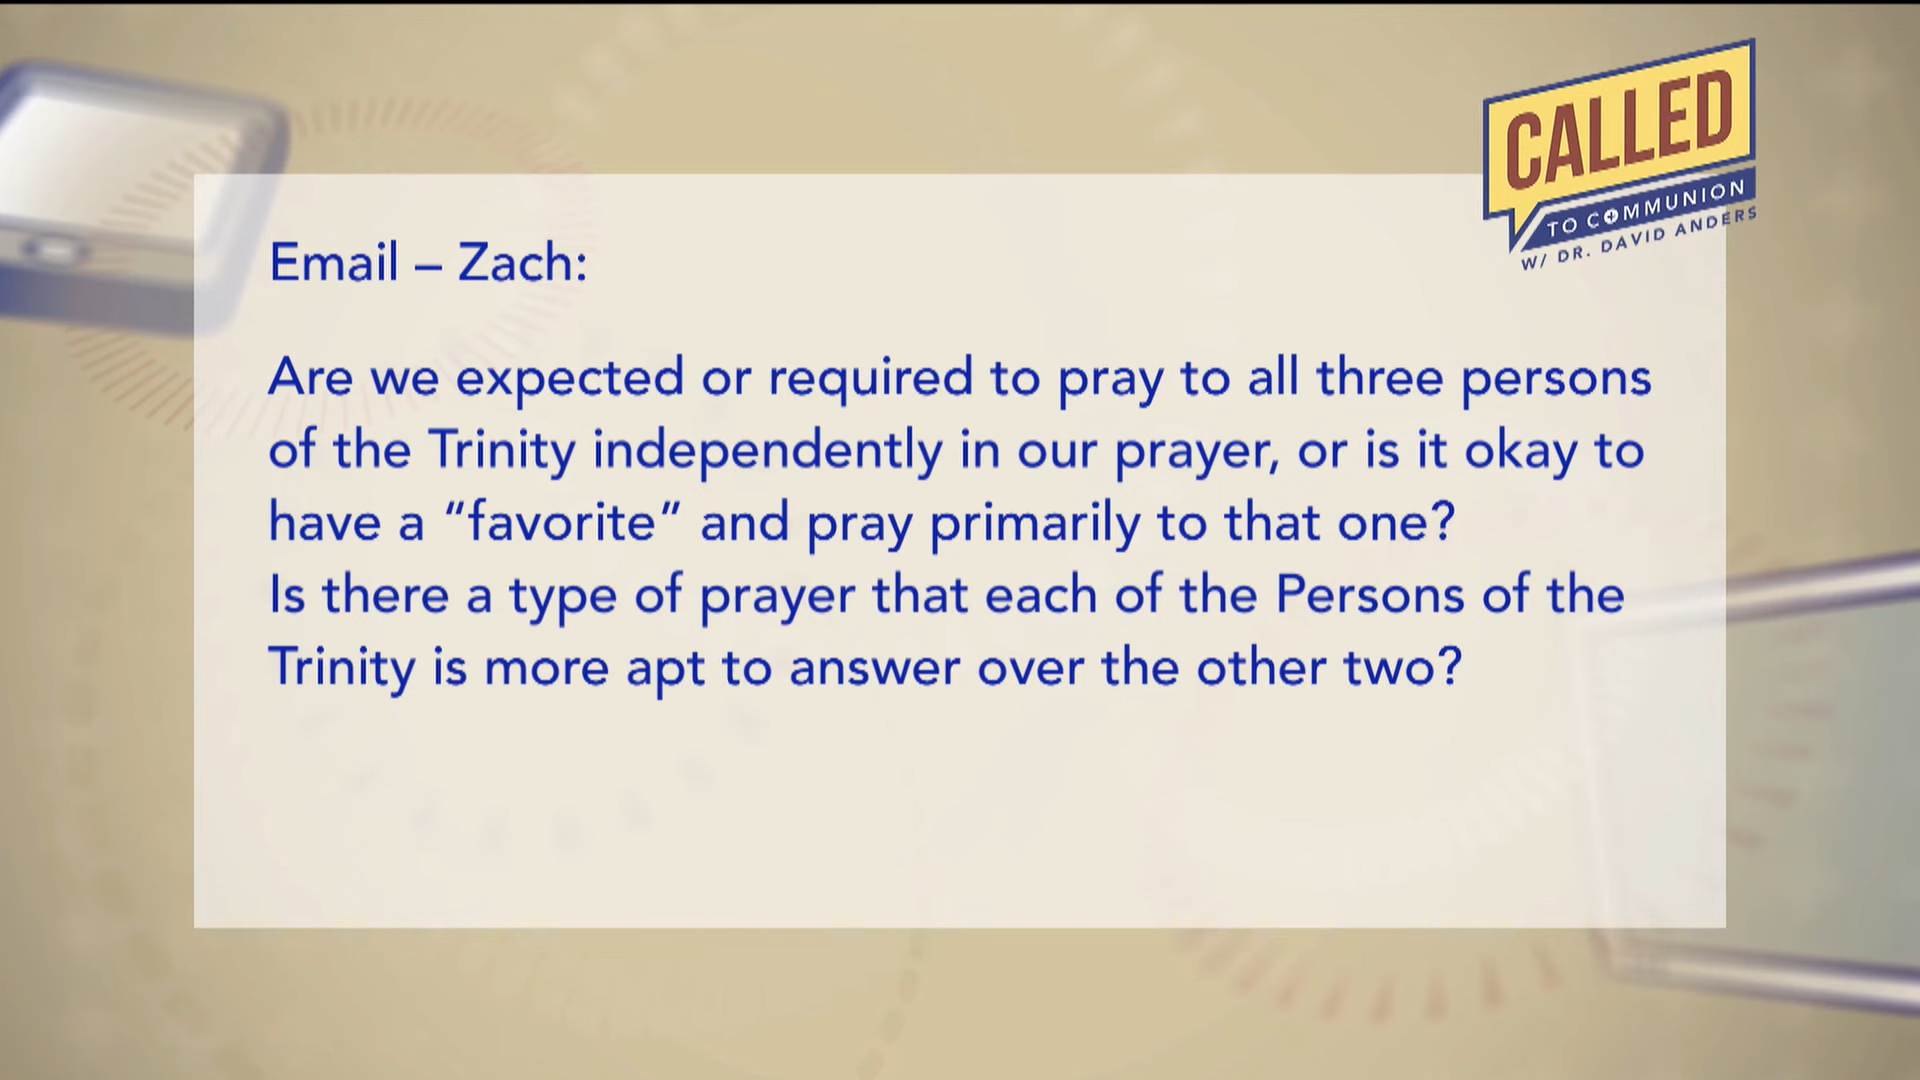 CALLED
TO COMMUNION
W/ DR. DAVID ANDERS
Email – Zach:
Are we expected or required to pray to all three persons
of the Trinity independently in our prayer, or is it okay to
have a “favorite” and pray primarily to that one?
Is there a type of prayer that each of the Persons of the
Trinity is more apt to answer over the other two?